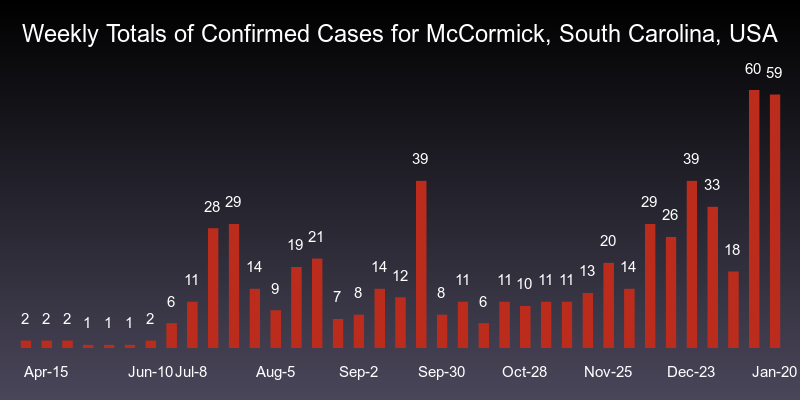 Weekly Totals of Confirmed Cases for McCormick, South Carolina, USA
2 2 2 1 1 1 2 6 11 28 29 14 9 19 21 7 8 14 12 39 8 11 6 11 10 11 11 13 20 14 29 26 39 33 18 60 59
Apr-15 Jun-10 Jul-8 Aug-5 Sep-2 Sep-30 Oct-28 Nov-25 Dec-23 Jan-20